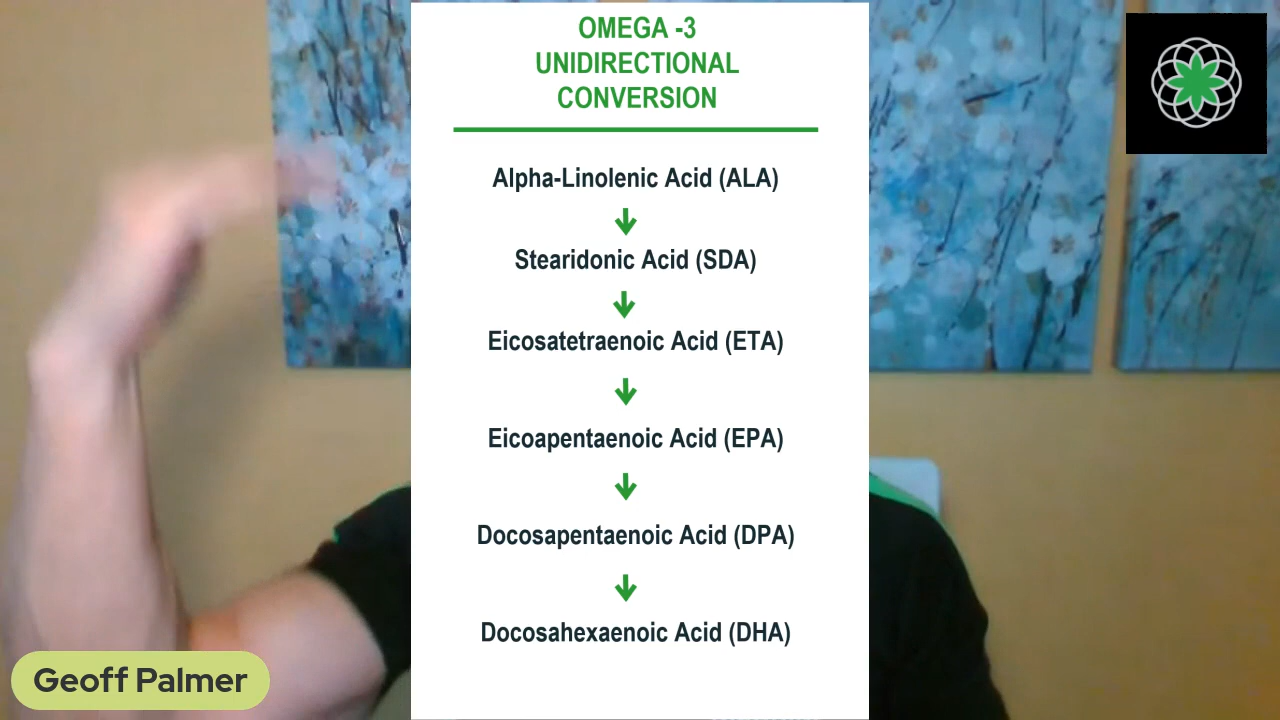 OMEGA -3
UNIDIRECTIONAL
CONVERSION
Alpha-Linolenic Acid (ALA)
Stearidonic Acid (SDA)
Eicosatetraenoic Acid (ETA)
Eicoapentaenoic Acid (EPA)
Docosapentaenoic Acid (DPA)
Docosahexaenoic Acid (DHA)
Geoff Palmer